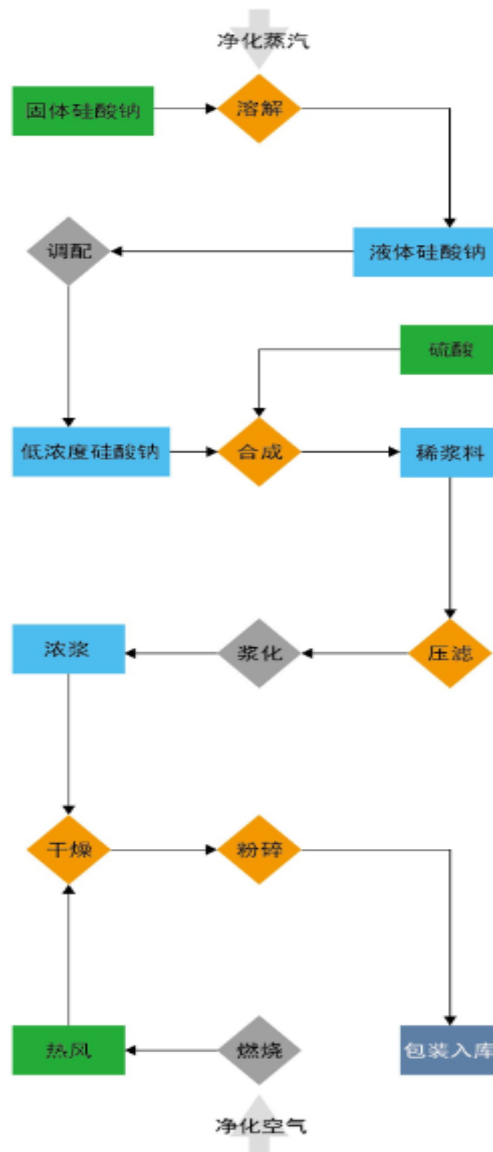 净化蒸汽
固体硅酸钠
溶解
调配
液体硅酸钠
硫酸
低浓度硅酸钠
合成
稀浆料
浓浆
浆化
压滤
干燥
粉碎
热风
燃烧
包装入库
净化空气